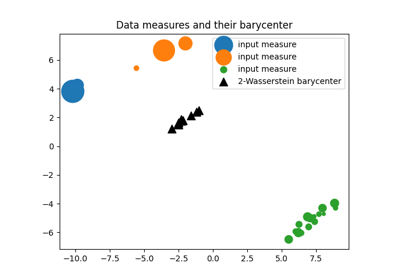 Data measures and their barycenter
input measure
input measure
input measure
2-Wasserstein barycenter
6
4
2
0
−2
−4
−6
−10.0 −7.5 −5.0 −2.5 0.0 2.5 5.0 7.5